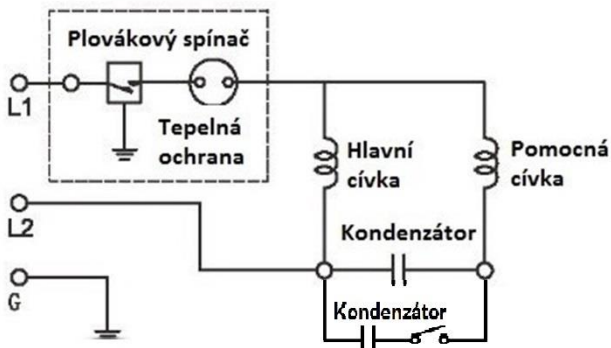 Plovákový spínač
L1
Tepelná
ochrana
Hlavní
cívka
Pomocná
cívka
L2
Kondenzátor
G
Kondenzátor